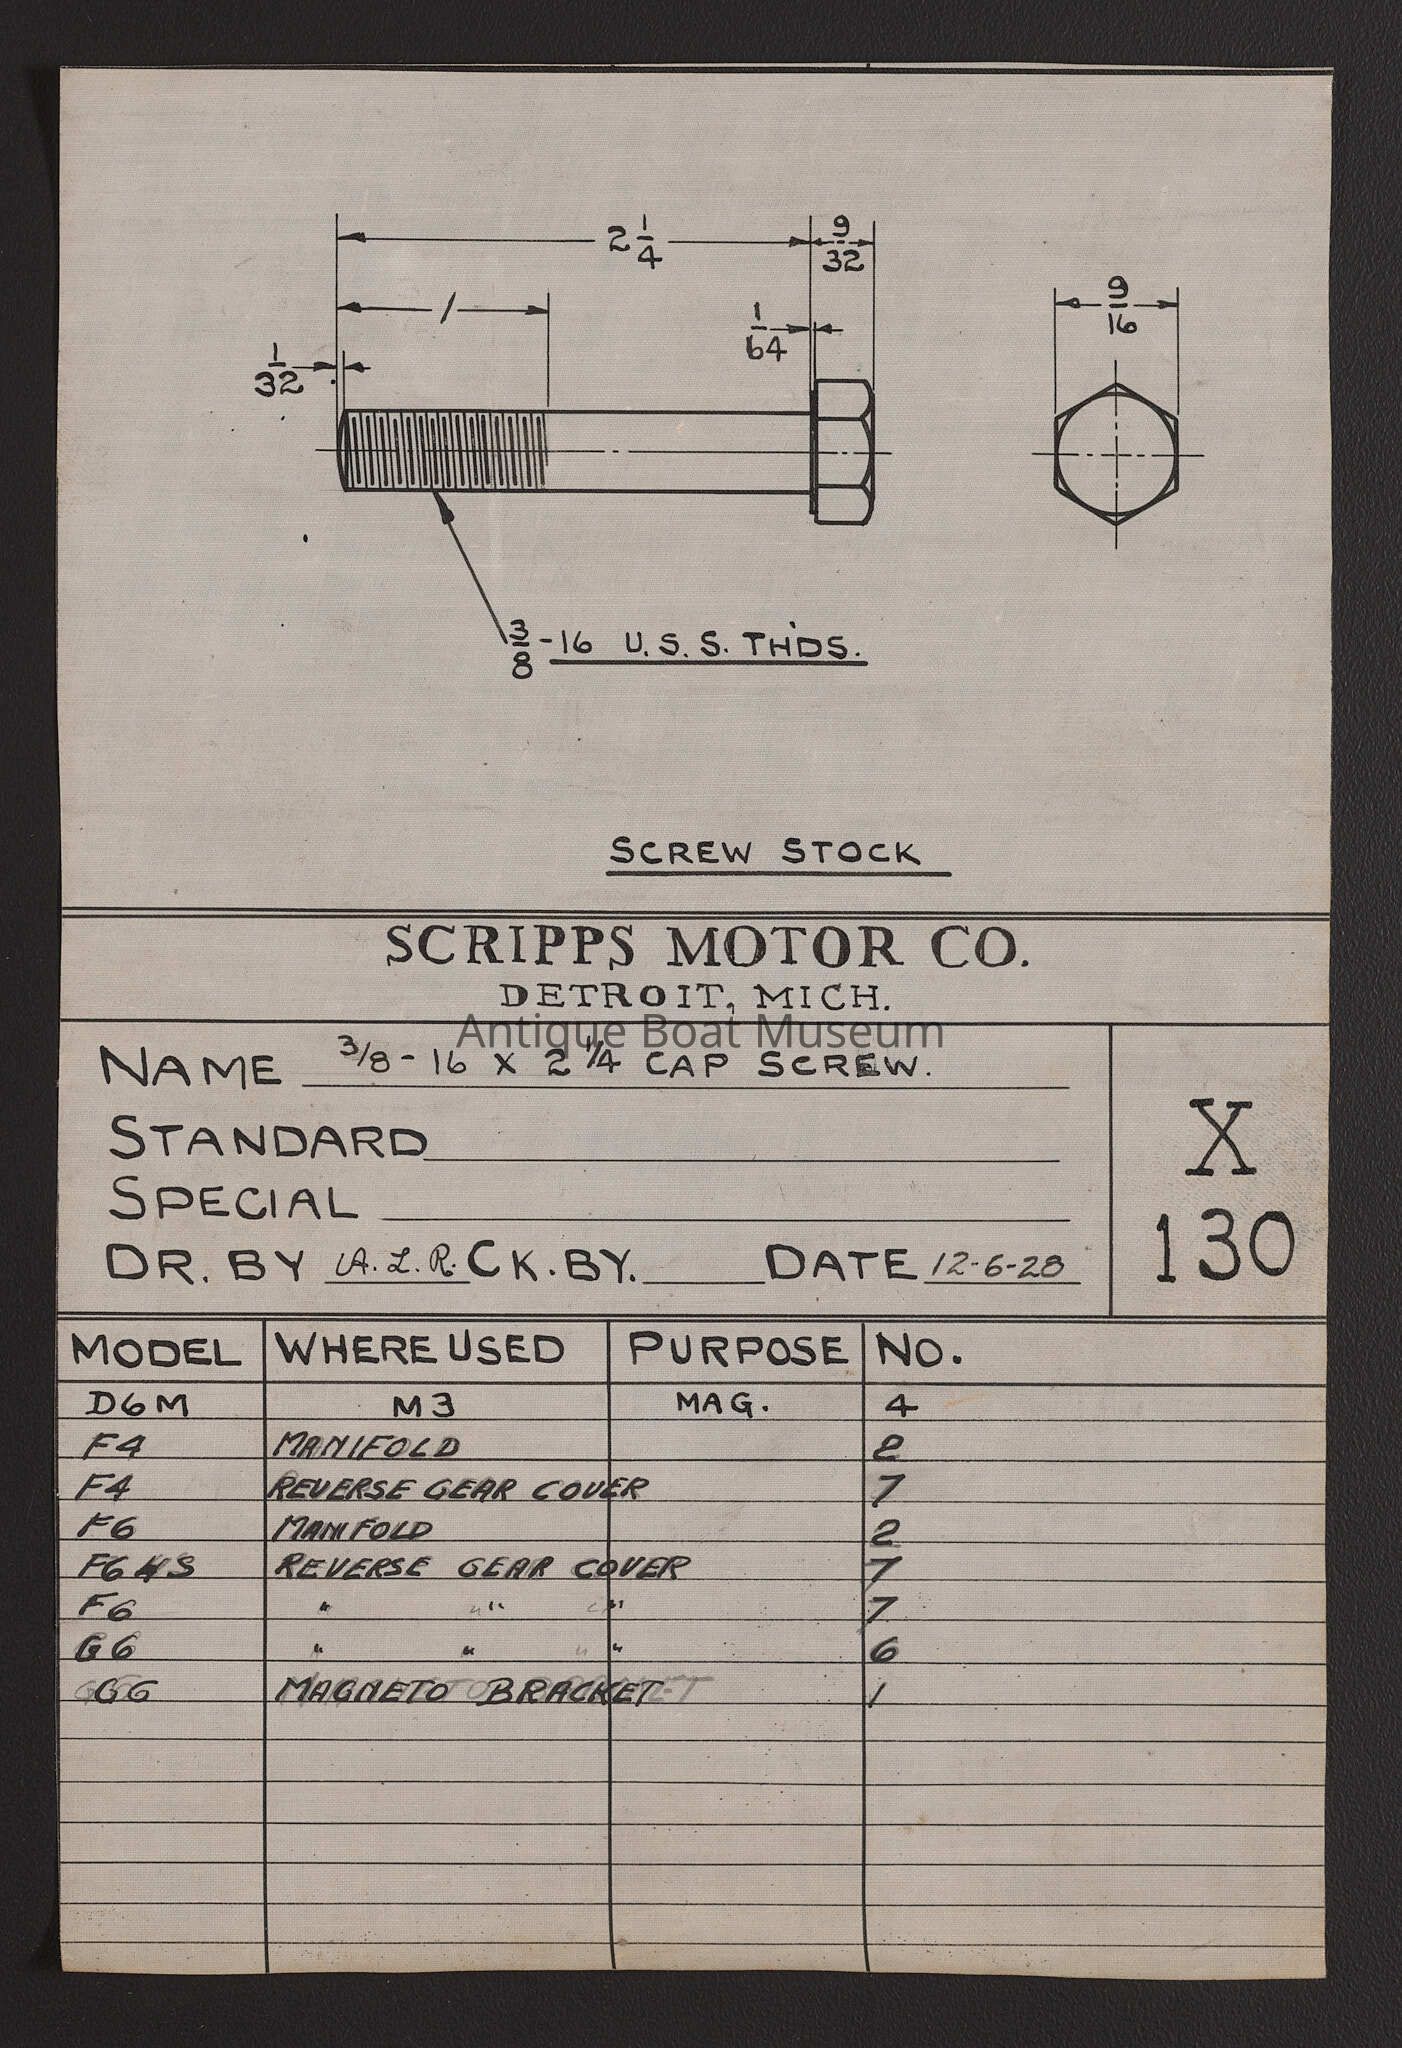 2 1/4
9/32
1
1/64
1/32
9/16
3/8-16 U.S.S. TH'DS.
SCREW STOCK
SCRIPPS MOTOR CO.
DETROIT, MICH.
Antique Boat Museum
NAME 3/8-16 X 2 1/4 CAP SCREW.
STANDARD
SPECIAL
DR. BY A.L.R. CK. BY. DATE 12-6-28
X
130
MODEL WHERE USED PURPOSE NO.
D6M M3 MAG. 4
F4 MANIFOLD 2
F4 REVERSE GEAR COVER 7
F6 MANIFOLD 2
F6 HS REVERSE GEAR COVER 7
F6 " " " 7
G6 " " " 6
G6 MAGNETO BRACKET 1